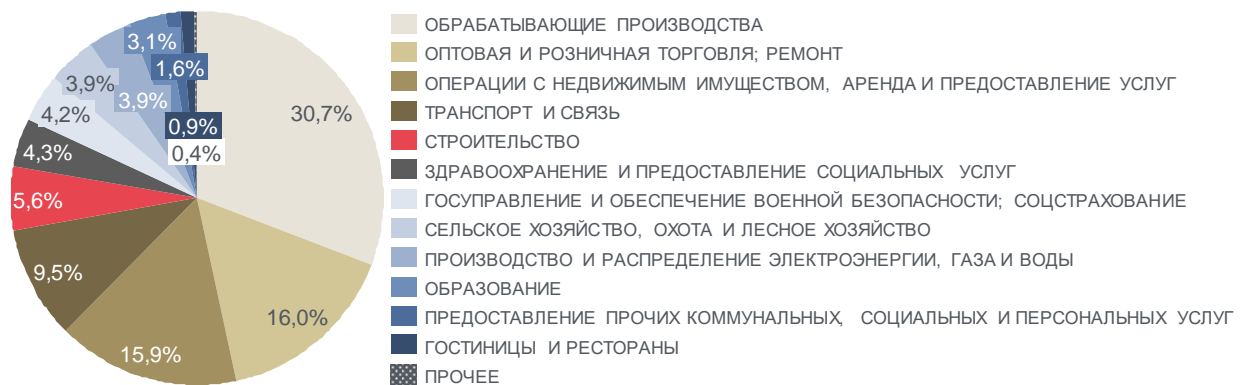 30,7%
16,0%
15,9%
9,5%
5,6%
4,3%
4,2%
3,9%
3,9%
3,1%
1,6%
0,9%
0,4%
ОБРАБАТЫВАЮЩИЕ ПРОИЗВОДСТВА
ОПТОВАЯ И РОЗНИЧНАЯ ТОРГОВЛЯ; РЕМОНТ
ОПЕРАЦИИ С НЕДВИЖИМЫМ ИМУЩЕСТВОМ, АРЕНДА И ПРЕДОСТАВЛЕНИЕ УСЛУГ
ТРАНСПОРТ И СВЯЗЬ
СТРОИТЕЛЬСТВО
ЗДРАВООХРАНЕНИЕ И ПРЕДОСТАВЛЕНИЕ СОЦИАЛЬНЫХ УСЛУГ
ГОСУПРАВЛЕНИЕ И ОБЕСПЕЧЕНИЕ ВОЕННОЙ БЕЗОПАСНОСТИ; СОЦСТРАХОВАНИЕ
СЕЛЬСКОЕ ХОЗЯЙСТВО, ОХОТА И ЛЕСНОЕ ХОЗЯЙСТВО
ПРОИЗВОДСТВО И РАСПРЕДЕЛЕНИЕ ЭЛЕКТРОЭНЕРГИИ, ГАЗА И ВОДЫ
ОБРАЗОВАНИЕ
ПРЕДОСТАВЛЕНИЕ ПРОЧИХ КОММУНАЛЬНЫХ, СОЦИАЛЬНЫХ И ПЕРСОНАЛЬНЫХ УСЛУГ
ГОСТИНИЦЫ И РЕСТОРАНЫ
ПРОЧЕЕ